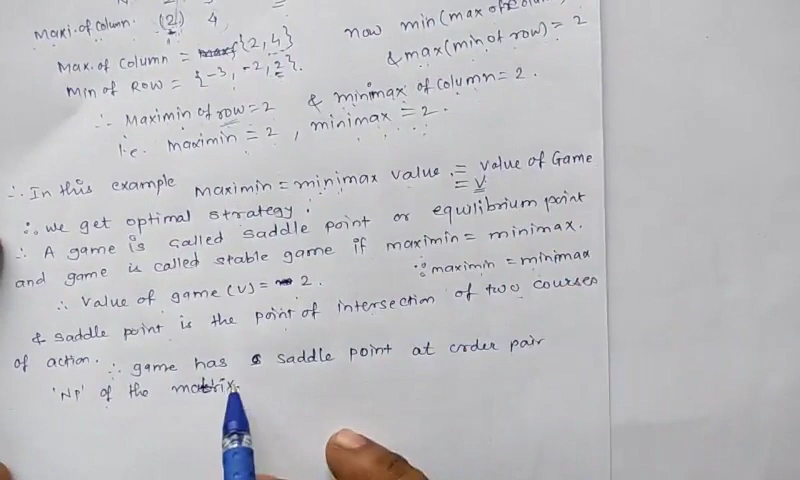 Maxi. of column. (2) 4
Max. of column = {2, 4}
now min(max of column
Min of Row = {-3, -2, 2}.
& max(min of row) = 2
∴ Maximin of row = 2 & minimax of column = 2.
i.e. maximin = 2, minimax = 2.
∴ In this example maximin = minimax value. = value of Game
= V
∴ we get optimal strategy.
∴ A game is called saddle point or equilibrium point
and game is called stable game if maximin = minimax.
∴ value of game (V) = 2. ∵ maximin = minimax
& saddle point is the point of intersection of two courses
of action. ∴ game has saddle point at order pair
'NP' of the matrix.